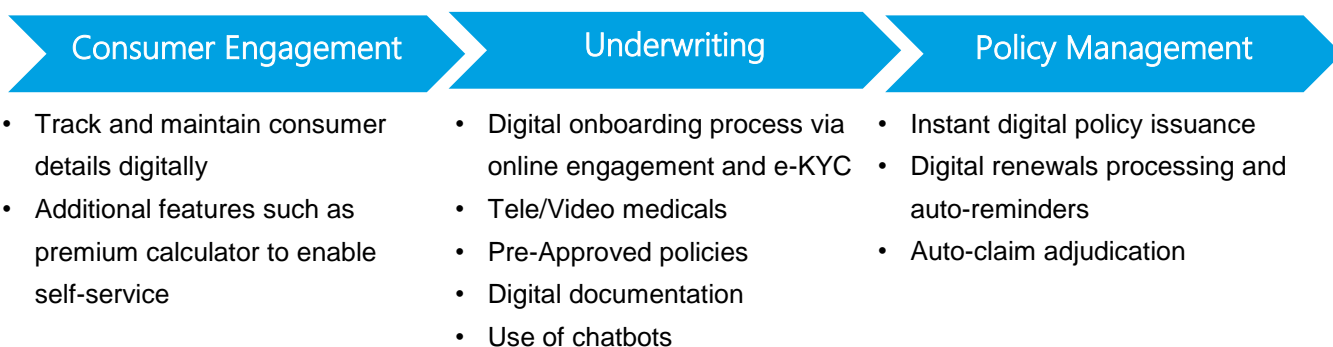 Consumer Engagement
• Track and maintain consumer
details digitally
• Additional features such as
premium calculator to enable
self-service
Underwriting
• Digital onboarding process via
online engagement and e-KYC
• Tele/Video medicals
• Pre-Approved policies
• Digital documentation
• Use of chatbots
Policy Management
• Instant digital policy issuance
• Digital renewals processing and
auto-reminders
• Auto-claim adjudication